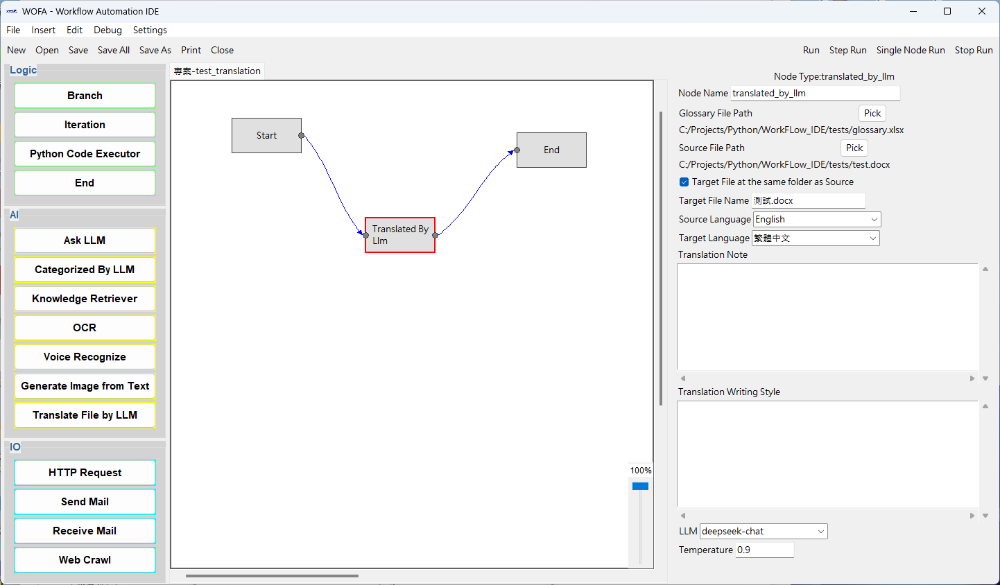 WOFA - Workflow Automation IDE
File Insert Edit Debug Settings
New Open Save Save All Save As Print Close
Run Step Run Single Node Run Stop Run
Logic
Branch
Iteration
Python Code Executor
End
AI
Ask LLM
Categorized By LLM
Knowledge Retriever
OCR
Voice Recognize
Generate Image from Text
Translate File by LLM
IO
HTTP Request
Send Mail
Receive Mail
Web Crawl
専案-test_translation
Start
End
Translated By
Llm
100%
Node Type:translated_by_llm
Node Name translated_by_llm
Glossary File Path Pick
C:/Projects/Python/WorkFLow_IDE/tests/glossary.xlsx
Source File Path Pick
C:/Projects/Python/WorkFLow_IDE/tests/test.docx
Target File at the same folder as Source
Target File Name 測試.docx
Source Language English
Target Language 繁體中文
Translation Note
Translation Writing Style
LLM deepseek-chat
Temperature 0.9